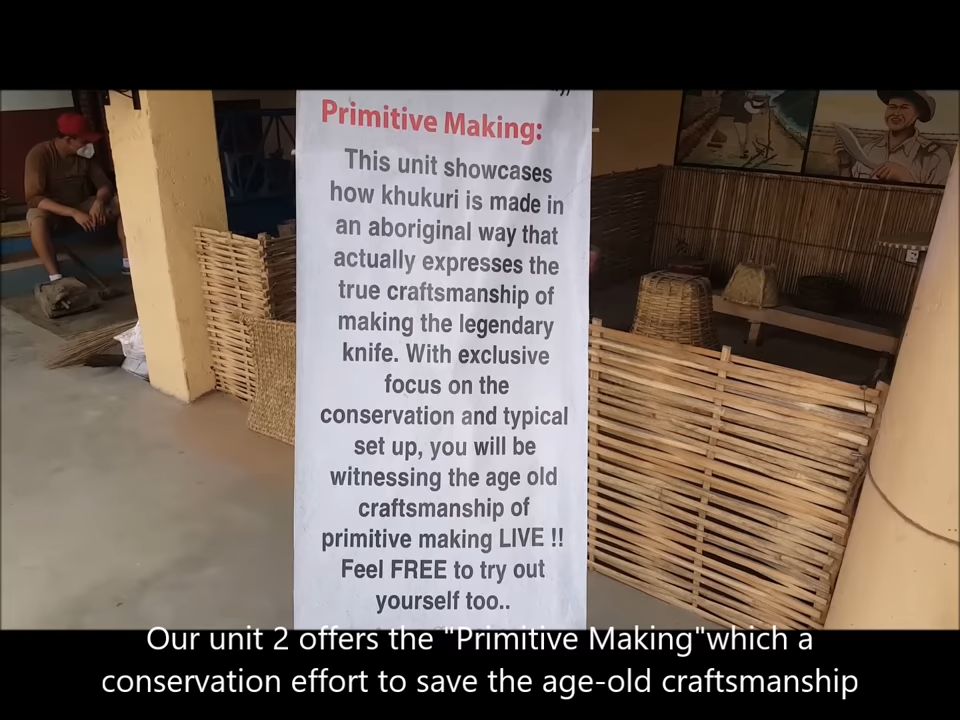 Primitive Making:
This unit showcases
how khukuri is made in
an aboriginal way that
actually expresses the
true craftsmanship of
making the legendary
knife. With exclusive
focus on the
conservation and typical
set up, you will be
witnessing the age old
craftsmanship of
primitive making LIVE !!
Feel FREE to try out
yourself too..
Our unit 2 offers the "Primitive Making"which a
conservation effort to save the age-old craftsmanship